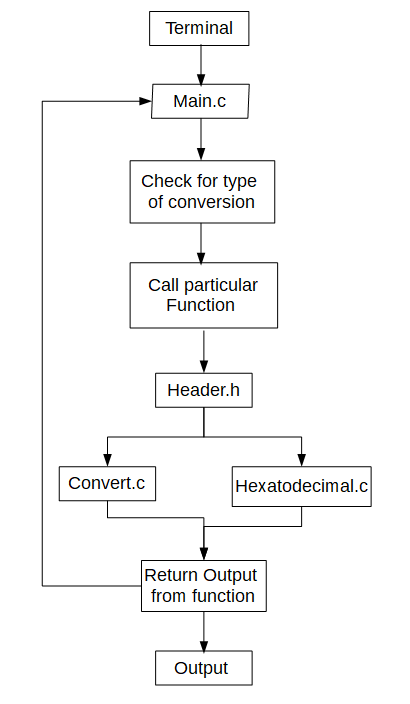 Terminal
Main.c
Check for type
of conversion
Call particular
Function
Header.h
Convert.c
Hexatodecimal.c
Return Output
from function
Output